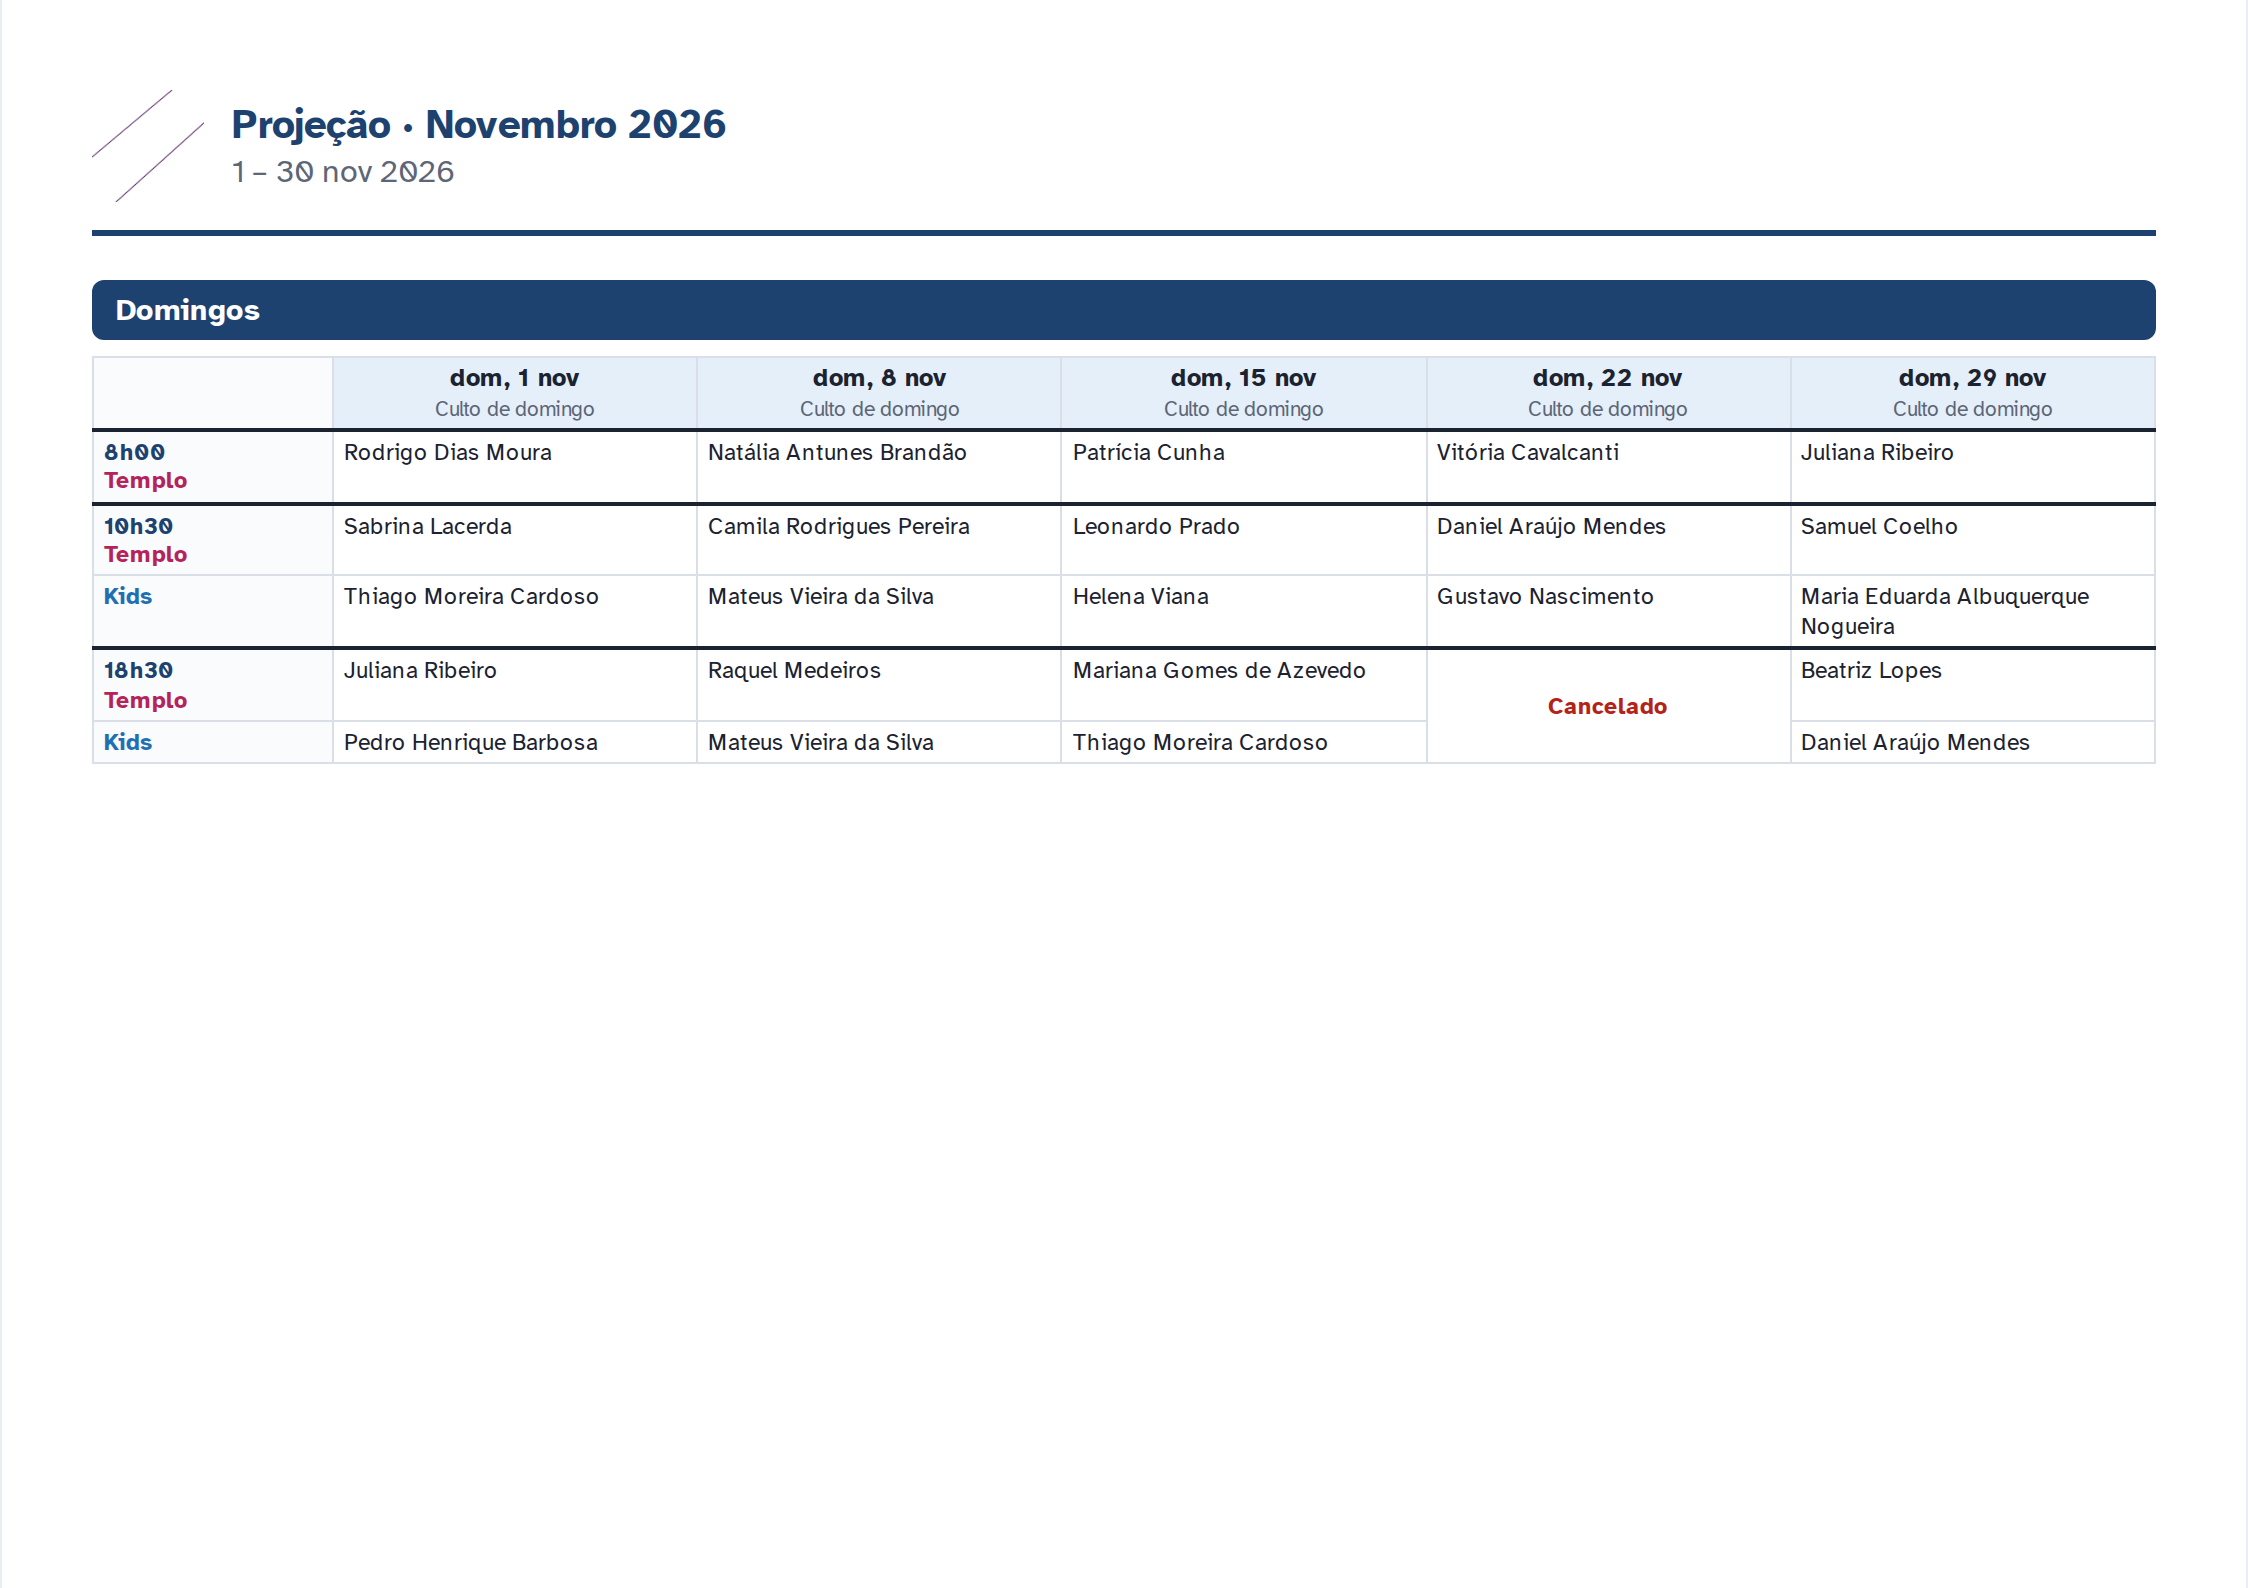 Projeção • Novembro 2026
1 – 30 nov 2026
Domingos
dom, 1 nov
Culto de domingo
dom, 8 nov
Culto de domingo
dom, 15 nov
Culto de domingo
dom, 22 nov
Culto de domingo
dom, 29 nov
Culto de domingo
8h00
Templo
Rodrigo Dias Moura
Natália Antunes Brandão
Patrícia Cunha
Vitória Cavalcanti
Juliana Ribeiro
10h30
Templo
Sabrina Lacerda
Camila Rodrigues Pereira
Leonardo Prado
Daniel Araújo Mendes
Samuel Coelho
Kids
Thiago Moreira Cardoso
Mateus Vieira da Silva
Helena Viana
Gustavo Nascimento
Maria Eduarda Albuquerque
Nogueira
18h30
Templo
Juliana Ribeiro
Raquel Medeiros
Mariana Gomes de Azevedo
Cancelado
Beatriz Lopes
Kids
Pedro Henrique Barbosa
Mateus Vieira da Silva
Thiago Moreira Cardoso
Daniel Araújo Mendes